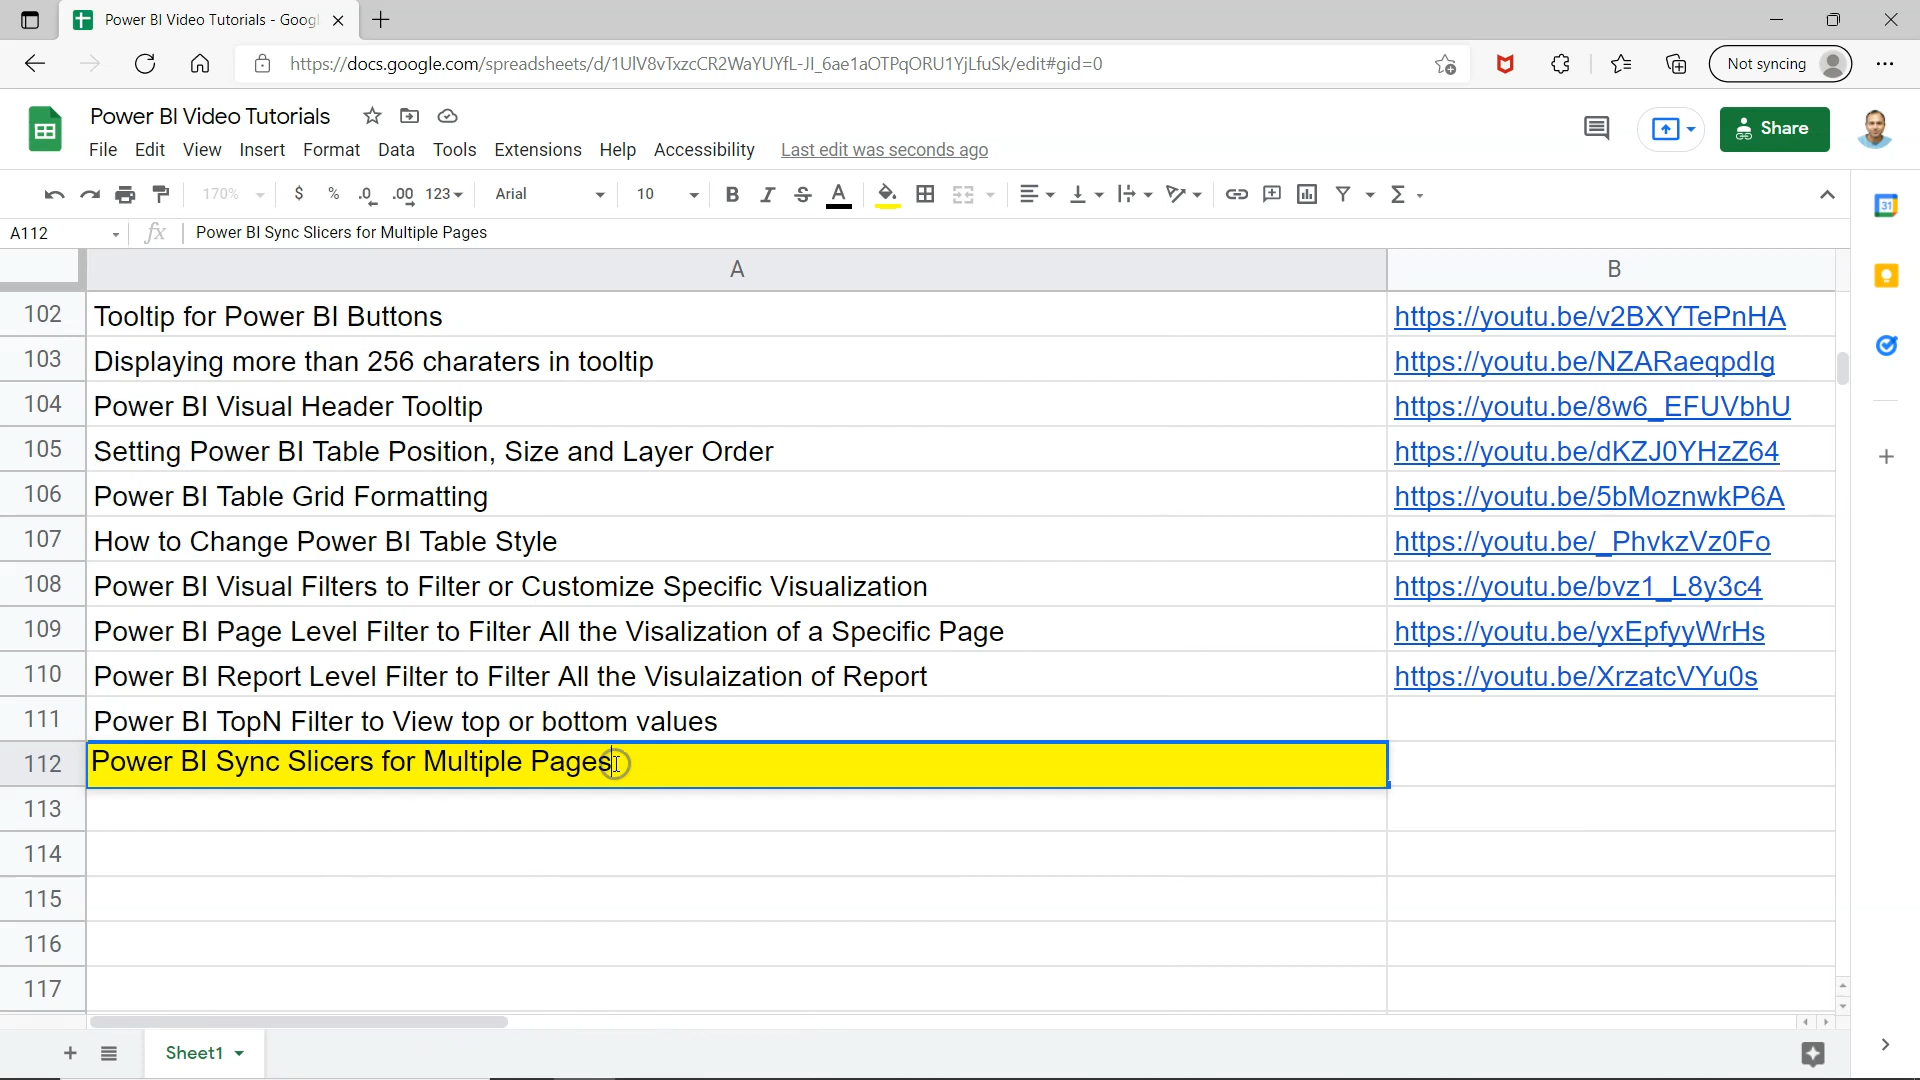 Power BI Video Tutorials - Googl
https://docs.google.com/spreadsheets/d/1UlV8vTxzcCR2WaYUYfL-JI_6ae1aOTPqORU1YjLfuSk/edit#gid=0
Not syncing
Power BI Video Tutorials
Share
File Edit View Insert Format Data Tools Extensions Help Accessibility Last edit was seconds ago
170% $ % .0 .00 123 Arial 10 B I S A
A112 fx Power BI Sync Slicers for Multiple Pages
A B
102 Tooltip for Power BI Buttons https://youtu.be/v2BXYTePnHA
103 Displaying more than 256 charaters in tooltip https://youtu.be/NZARaeqpdlg
104 Power BI Visual Header Tooltip https://youtu.be/8w6_EFUVbhU
105 Setting Power BI Table Position, Size and Layer Order https://youtu.be/dKZJ0YHzZ64
106 Power BI Table Grid Formatting https://youtu.be/5bMoznwkP6A
107 How to Change Power BI Table Style https://youtu.be/_PhvkzVz0Fo
108 Power BI Visual Filters to Filter or Customize Specific Visualization https://youtu.be/bvz1_L8y3c4
109 Power BI Page Level Filter to Filter All the Visalization of a Specific Page https://youtu.be/yxEpfyyWrHs
110 Power BI Report Level Filter to Filter All the Visulaization of Report https://youtu.be/XrzatcVYu0s
111 Power BI TopN Filter to View top or bottom values
112 Power BI Sync Slicers for Multiple Pages
113
114
115
116
117
Sheet1